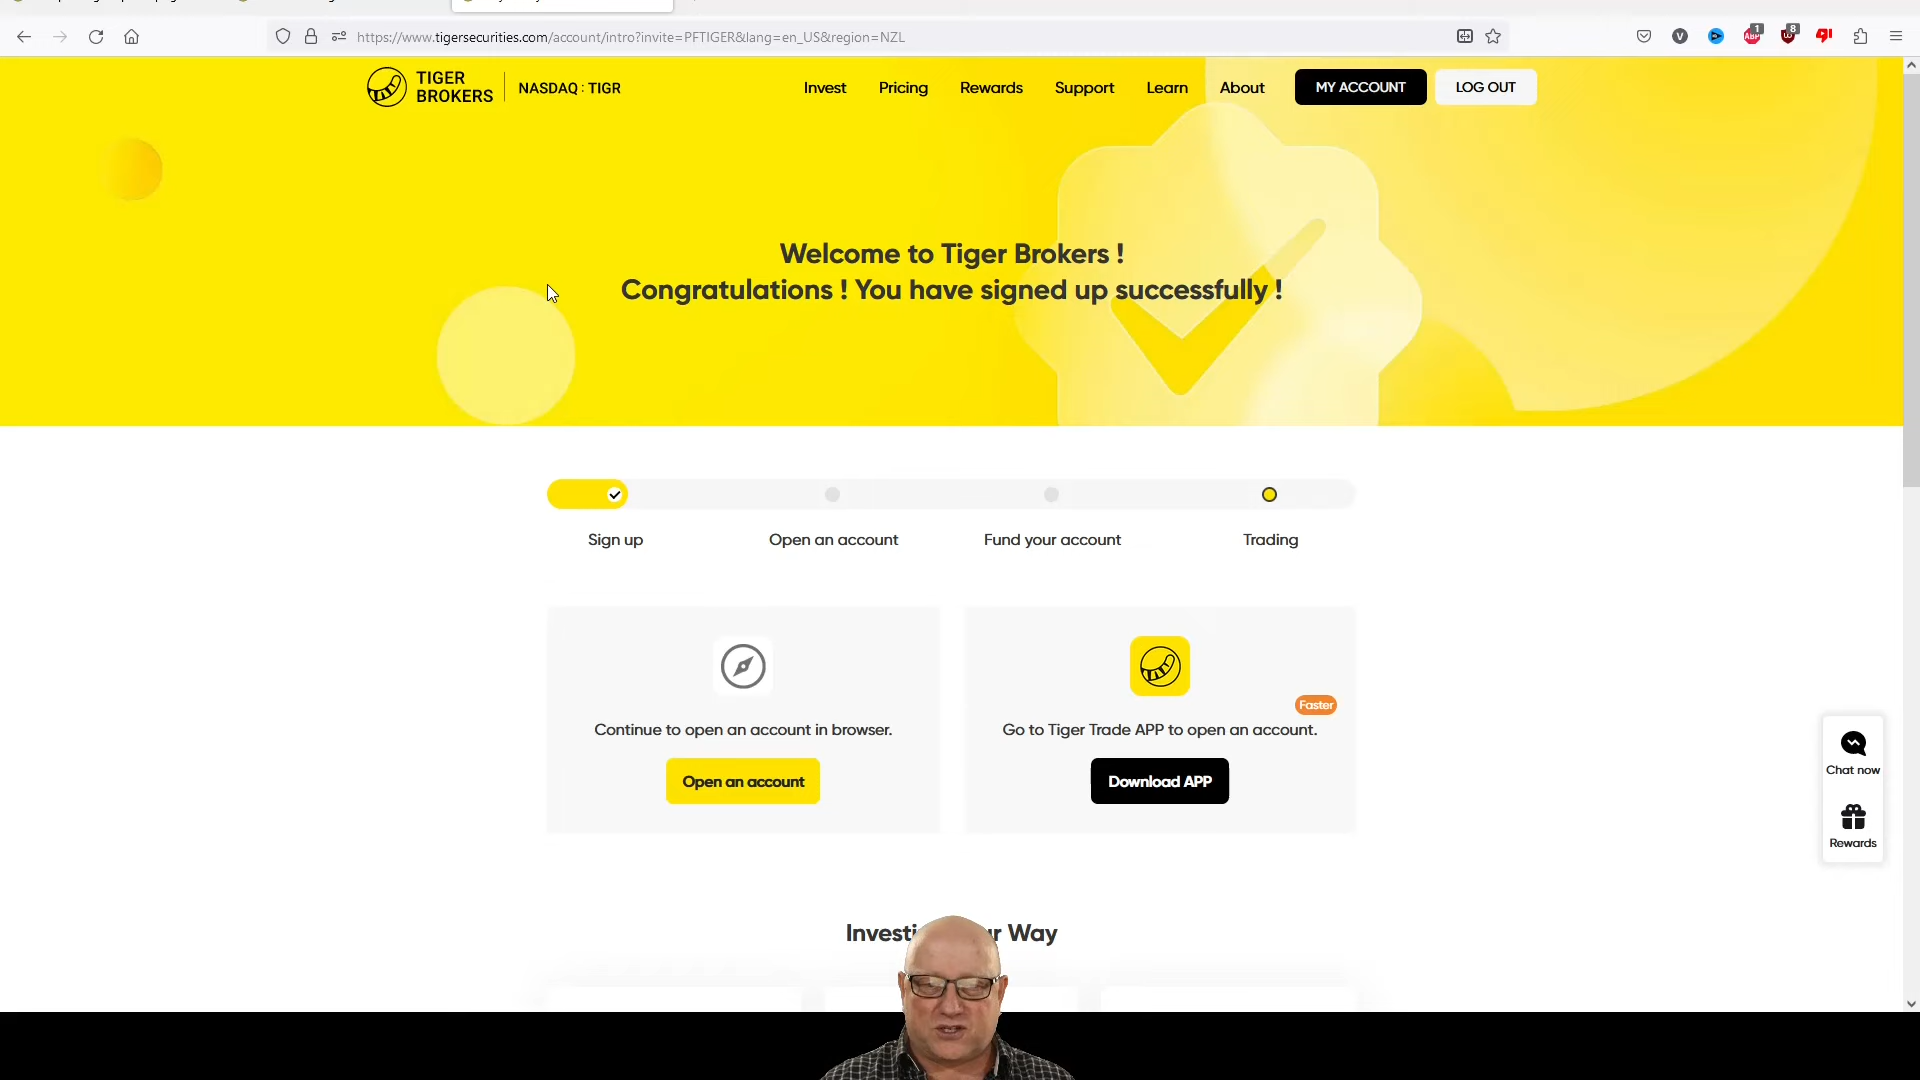 https://www.tigersecurities.com/account/intro?invite=PFTIGER&lang=en_US&region=NZL
ABP
1
8
V
TIGER
BROKERS
NASDAQ : TIGR
Invest
Pricing
Rewards
Support
Learn
About
MY ACCOUNT
LOG OUT
Welcome to Tiger Brokers !
Congratulations ! You have signed up successfully !
Sign up
Open an account
Fund your account
Trading
Faster
Continue to open an account in browser.
Go to Tiger Trade APP to open an account.
Open an account
Download APP
Chat now
Rewards
Way